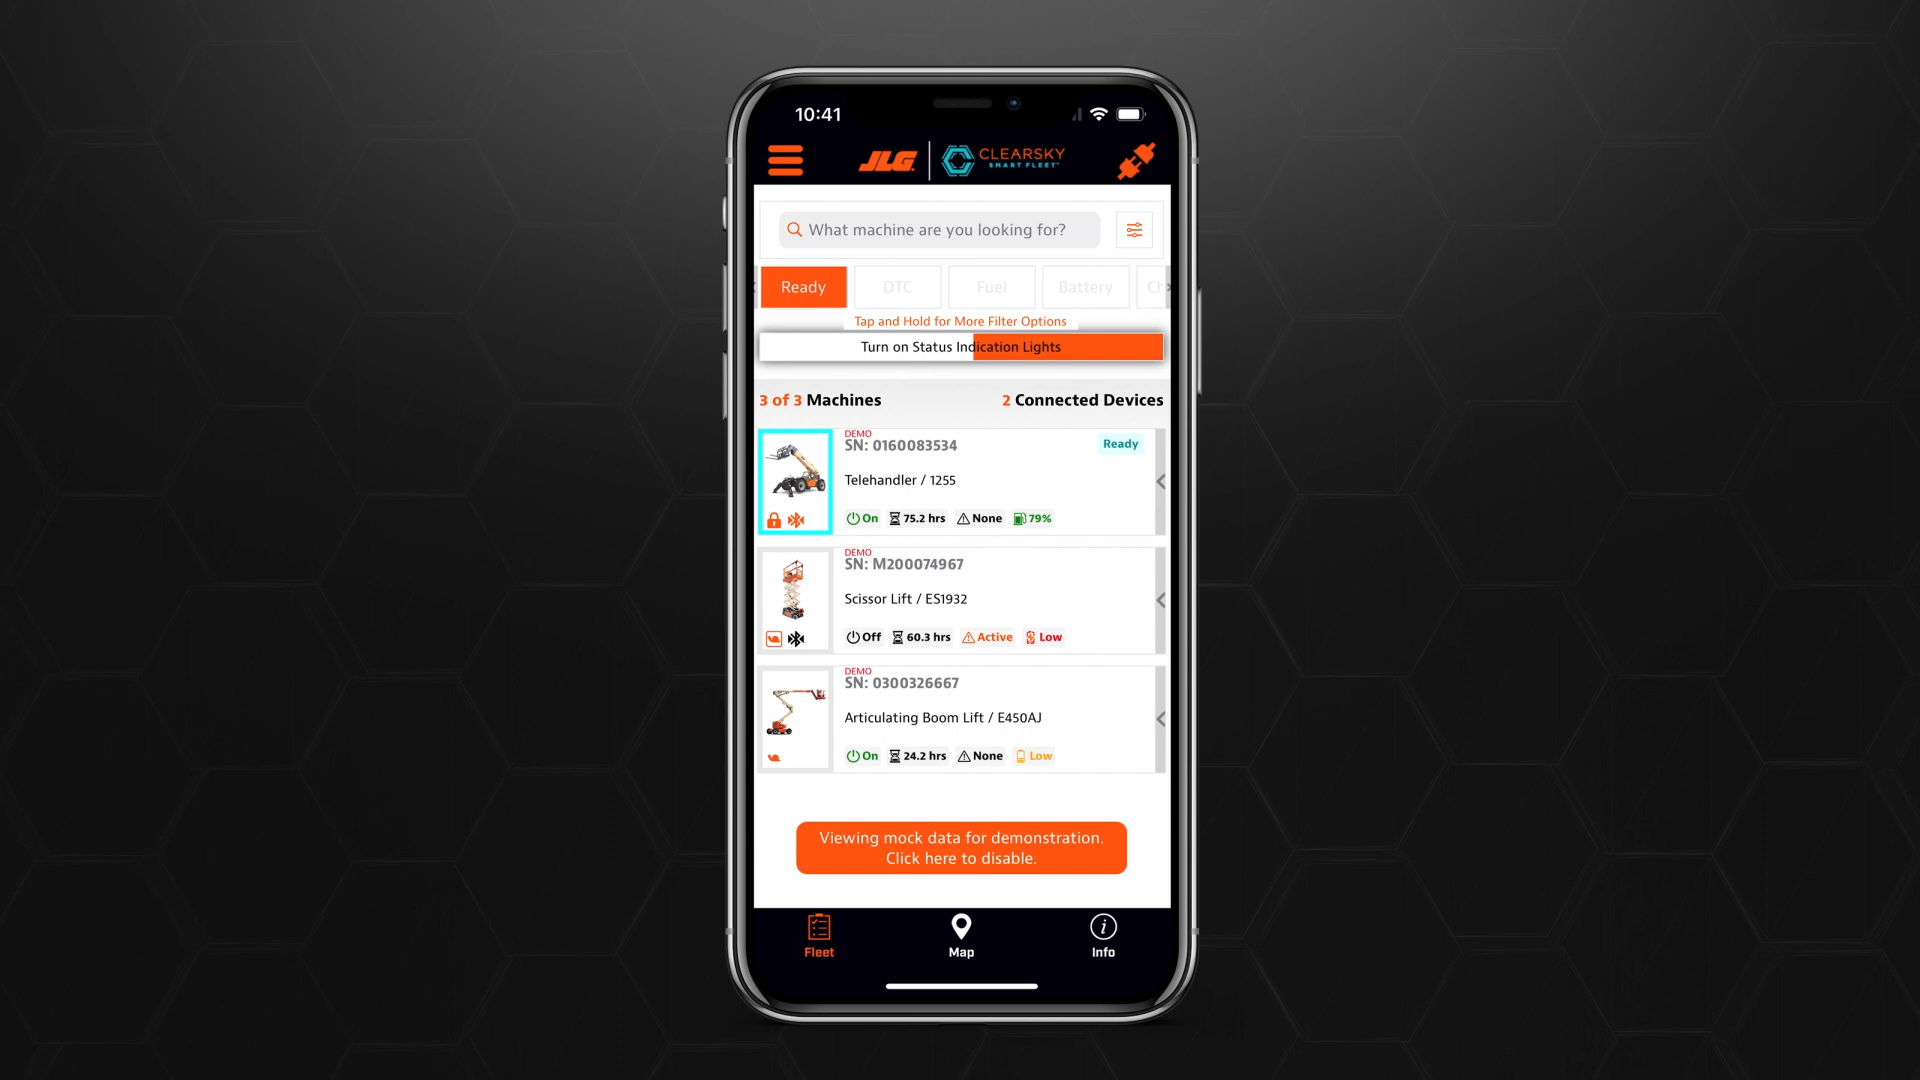 10:41
JLG
CLEARSKY
SMART FLEET
What machine are you looking for?
Ready DTC Fuel Battery
Tap and Hold for More Filter Options
Turn on Status Indication Lights
3 of 3 Machines 2 Connected Devices
DEMO
SN: 0160083534 Ready
Telehandler / 1255
On 75.2 hrs None 79%
DEMO
SN: M200074967
Scissor Lift / ES1932
Off 60.3 hrs Active Low
DEMO
SN: 0300326667
Articulating Boom Lift / E450AJ
On 24.2 hrs None Low
Viewing mock data for demonstration.
Click here to disable.
Fleet Map Info